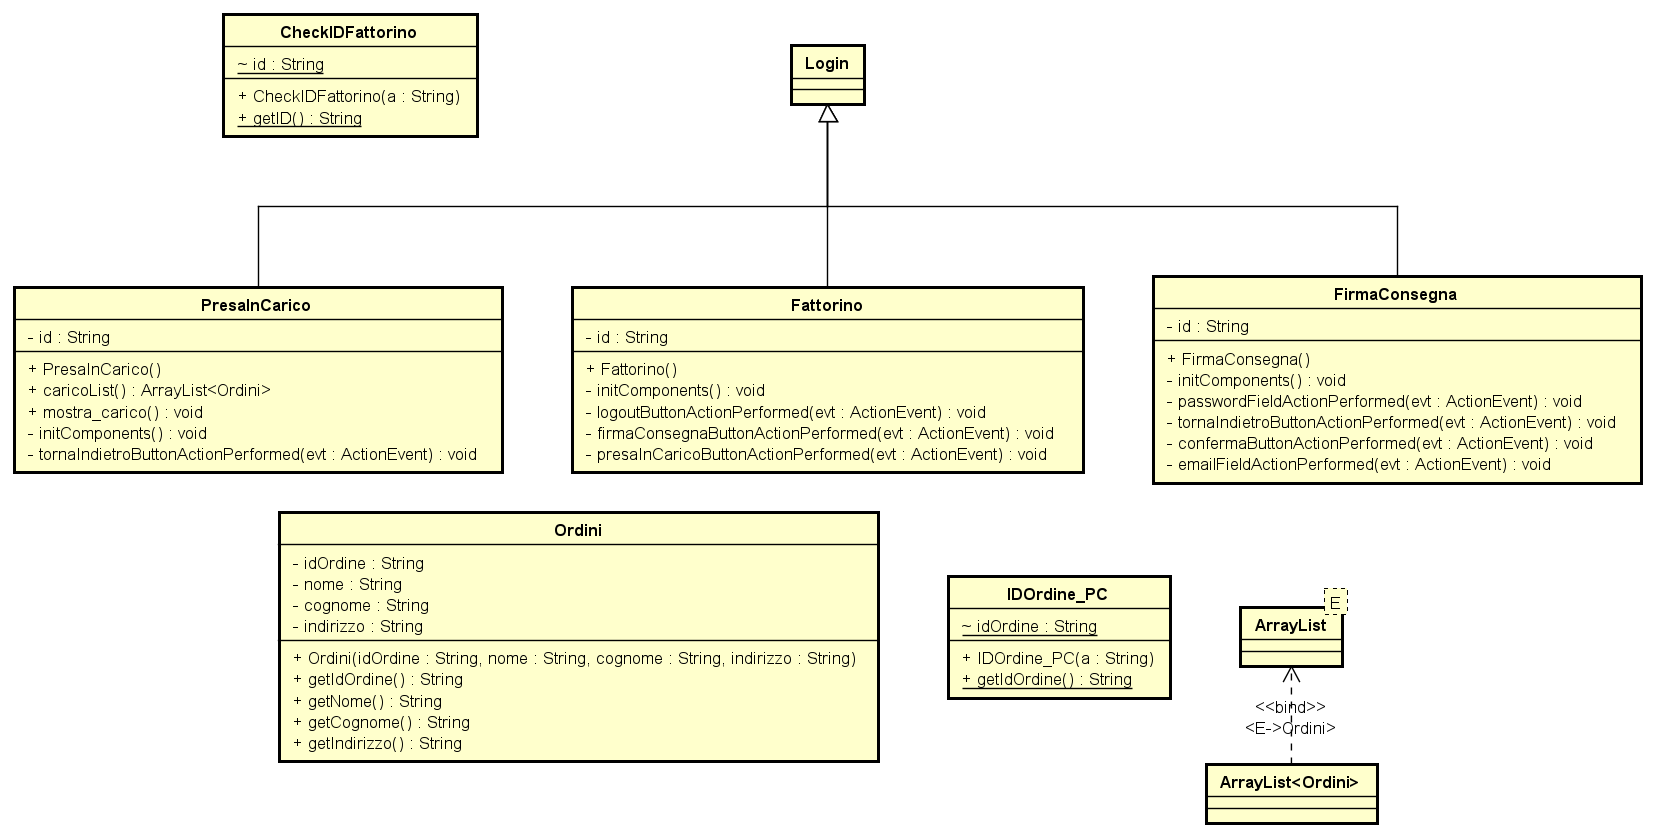 CheckIDFattorino
~ id : String
+ CheckIDFattorino(a : String)
+ getID() : String
Login
PresaInCarico
- id : String
+ PresaInCarico()
+ caricoList() : ArrayList<Ordini>
+ mostra_carico() : void
- initComponents() : void
- tornaIndietroButtonActionPerformed(evt : ActionEvent) : void
Fattorino
- id : String
+ Fattorino()
- initComponents() : void
- logoutButtonActionPerformed(evt : ActionEvent) : void
- firmaConsegnaButtonActionPerformed(evt : ActionEvent) : void
- presaInCaricoButtonActionPerformed(evt : ActionEvent) : void
FirmaConsegna
- id : String
+ FirmaConsegna()
- initComponents() : void
- passwordFieldActionPerformed(evt : ActionEvent) : void
- tornaIndietroButtonActionPerformed(evt : ActionEvent) : void
- confermaButtonActionPerformed(evt : ActionEvent) : void
- emailFieldActionPerformed(evt : ActionEvent) : void
Ordini
- idOrdine : String
- nome : String
- cognome : String
- indirizzo : String
+ Ordini(idOrdine : String, nome : String, cognome : String, indirizzo : String)
+ getIdOrdine() : String
+ getNome() : String
+ getCognome() : String
+ getIndirizzo() : String
IDOrdine_PC
~ idOrdine : String
+ IDOrdine_PC(a : String)
+ getIdOrdine() : String
E
ArrayList
<<bind>>
<E->Ordini>
ArrayList<Ordini>